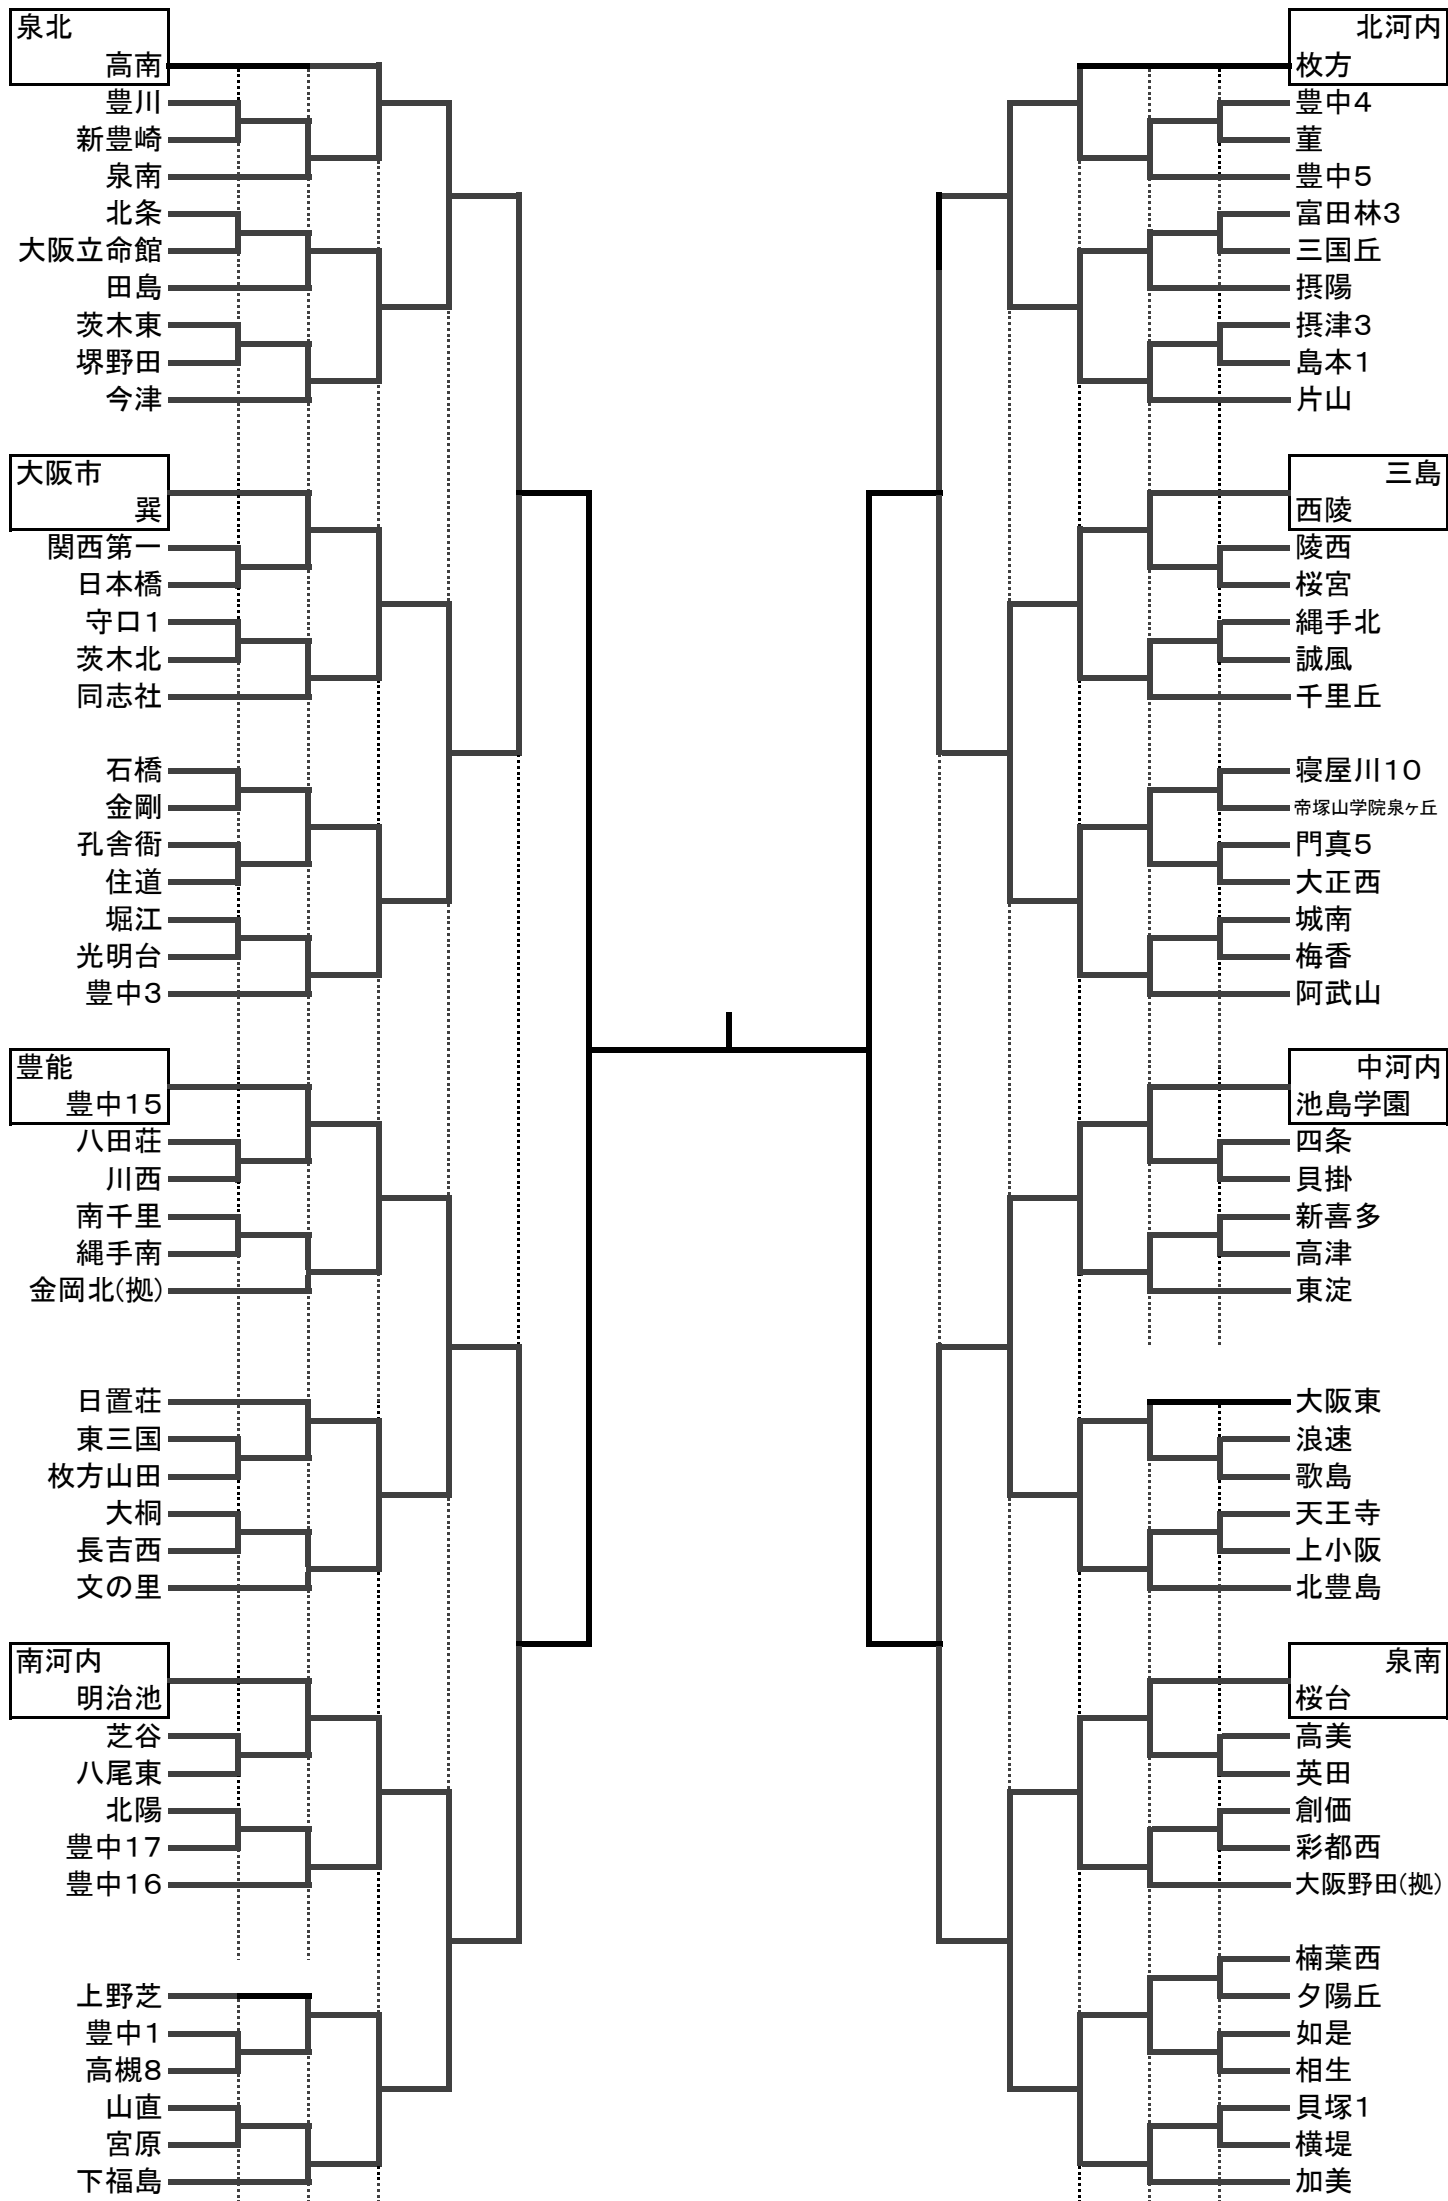 泉北
高南
豊川
新豊崎
泉南
北条
大阪立命館
田島
茨木東
堺野田
今津
大阪市
巽
関西第一
日本橋
守口1
茨木北
同志社
石橋
金剛
孔舎衙
住道
堀江
光明台
豊中3
豊能
豊中15
八田荘
川西
南千里
縄手南
金岡北(拠)
日置荘
東三国
枚方山田
大桐
長吉西
文の里
南河内
明治池
芝谷
八尾東
北陽
豊中17
豊中16
上野芝
豊中1
高槻8
山直
宮原
下福島
北河内
枚方
豊中4
菫
豊中5
富田林3
三国丘
摂陽
摂津3
島本1
片山
三島
西陵
陵西
桜宮
縄手北
誠風
千里丘
寝屋川10
帝塚山学院泉ヶ丘
門真5
大正西
城南
梅香
阿武山
中河内
池島学園
四条
貝掛
新喜多
高津
東淀
大阪東
浪速
歌島
天王寺
上小阪
北豊島
泉南
桜台
高美
英田
創価
彩都西
大阪野田(拠)
楠葉西
夕陽丘
如是
相生
貝塚1
横堤
加美